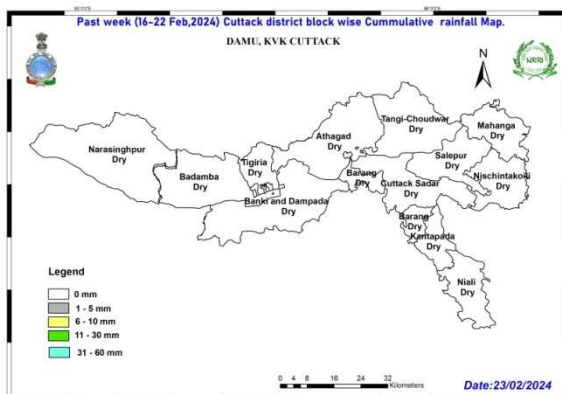 Past week (16-22 Feb,2024) Cuttack district block wise Cummulative rainfall Map.
DAMU, KVK CUTTACK
N
NRRI
Tangi-Choudwar
Dry
Mahanga
Dry
Athagad
Dry
Narasinghpur
Dry
Salepur
Dry
Tigiria
Dry
Badamba
Dry
Barang
Dry
Nischintakoili
Dry
Cuttack Sadar
Dry
Banki and Dampada
Dry
Barang
Dry
Kantapada
Dry
Niali
Dry
Legend
0 mm
1 - 5 mm
6 - 10 mm
11 - 30 mm
31 - 60 mm
0 4 8 16 24 32
Kilometers
Date:23/02/2024